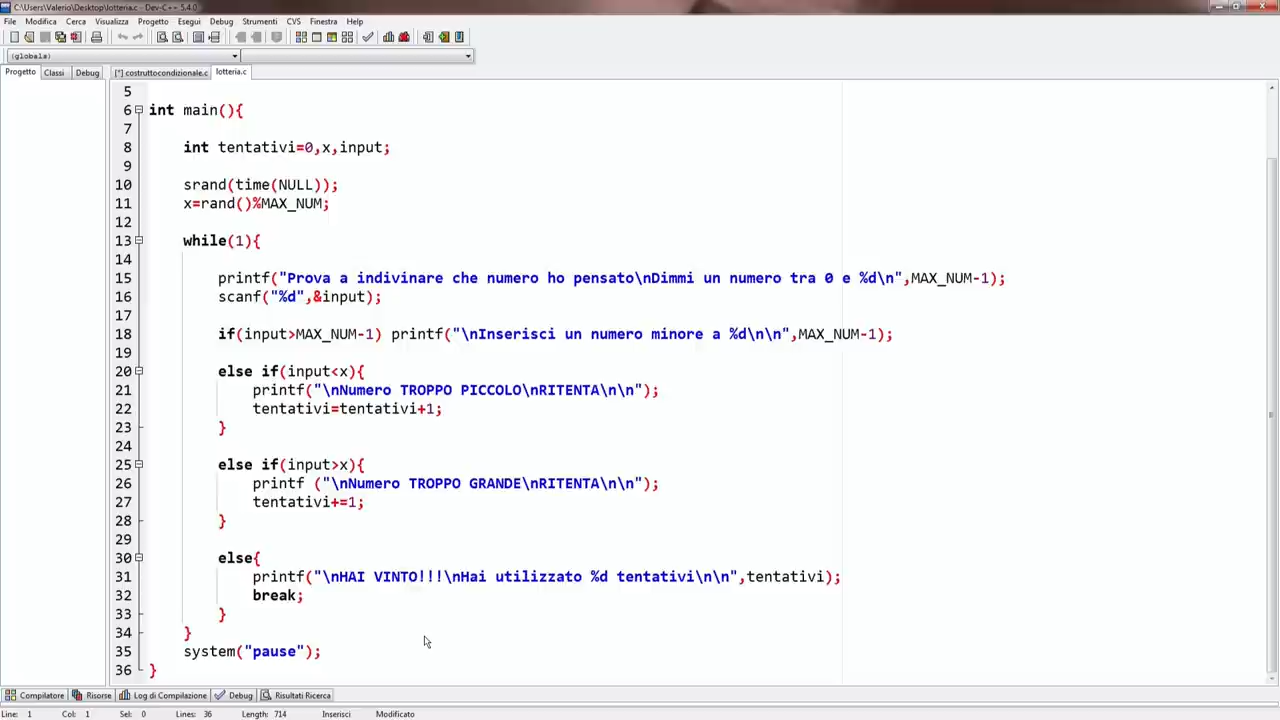 C:\Users\Valerio\Desktop\lotteria.c - Dev-C++ 5.4.0
File Modifica Cerca Visualizza Progetto Esegui Debug Strumenti CVS Finestra Help
(globals)
Progetto Classi Debug [*] costruttocondizionale.c lotteria.c
5
6 int main(){
7
8 int tentativi=0,x,input;
9
10 srand(time(NULL));
11 x=rand()%MAX_NUM;
12
13 while(1){
14
15 printf("Prova a indivinare che numero ho pensato\nDimmi un numero tra 0 e %d\n",MAX_NUM-1);
16 scanf("%d",&input);
17
18 if(input>MAX_NUM-1) printf("\nInserisci un numero minore a %d\n\n",MAX_NUM-1);
19
20 else if(input<x){
21 printf("\nNumero TROPPO PICCOLO\nRITENTA\n\n");
22 tentativi=tentativi+1;
23 }
24
25 else if(input>x){
26 printf ("\nNumero TROPPO GRANDE\nRITENTA\n\n");
27 tentativi+=1;
28 }
29
30 else{
31 printf("\nHAI VINTO!!!\nHai utilizzato %d tentativi\n\n",tentativi);
32 break;
33 }
34 }
35 system("pause");
36 }
Compilatore Risorse Log di Compilazione Debug Risultati Ricerca
Line: 1 Col: 1 Sel: 0 Lines: 36 Length: 714 Inserisci Modificato